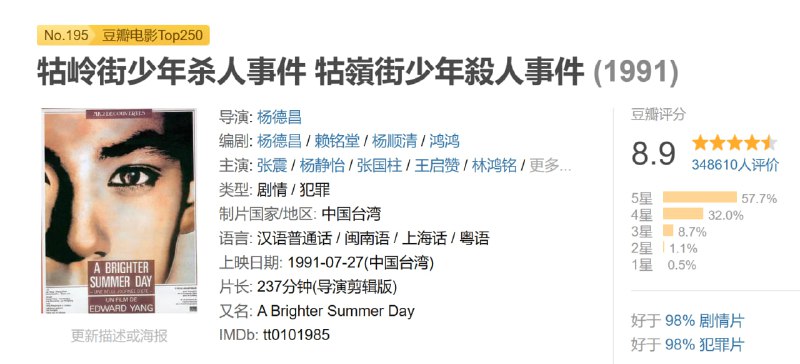 No.195 豆瓣电影Top250
牯岭街少年杀人事件 牯嶺街少年殺人事件 (1991)
A BRIGHTER
SUMMER DAY
UN FILM DE
EDWARD YANG
更新描述或海报
导演: 杨德昌
编剧: 杨德昌 / 赖铭堂 / 杨顺清 / 鸿鸿
主演: 张震 / 杨静怡 / 张国柱 / 王启赞 / 林鸿铭 / 更多...
类型: 剧情 / 犯罪
制片国家/地区: 中国台湾
语言: 汉语普通话 / 闽南语 / 上海话 / 粤语
上映日期: 1991-07-27(中国台湾)
片长: 237分钟(导演剪辑版)
又名: A Brighter Summer Day
IMDb: tt0101985
豆瓣评分
8.9
348610人评价
5星 57.7%
4星 32.0%
3星 8.7%
2星 1.1%
1星 0.5%
好于 98% 剧情片
好于 98% 犯罪片